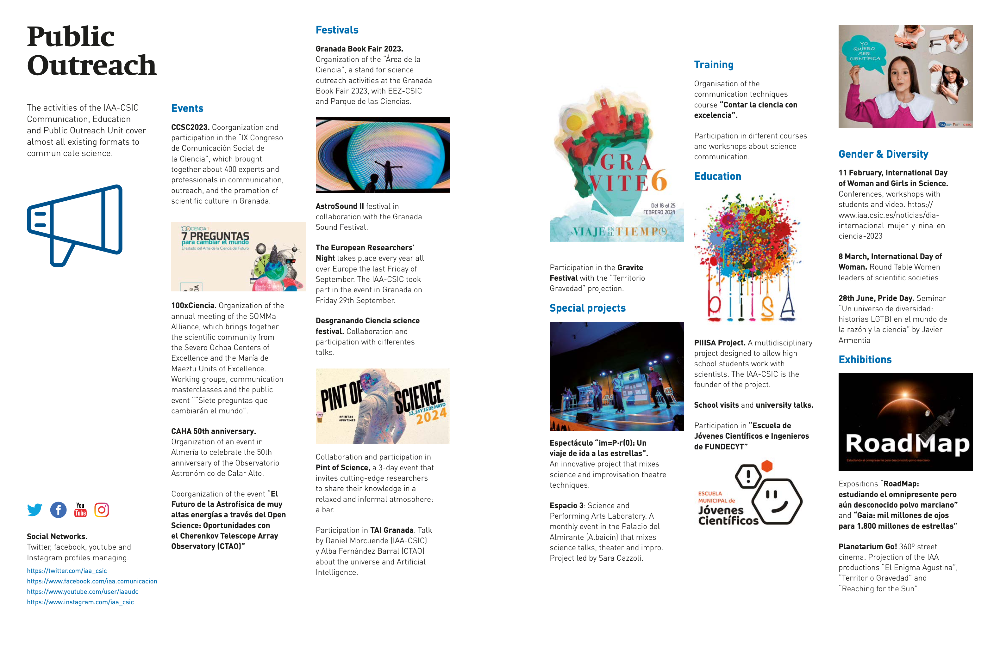 Public
Outreach
The activities of the IAA-CSIC
Communication, Education
and Public Outreach Unit cover
almost all existing formats to
communicate science.
You
Tube
Social Networks.
Twitter, facebook, youtube and
Instagram profiles managing.
https://twitter.com/iaa_csic
https://www.facebook.com/iaa.comunicacion
https://www.youtube.com/user/iaaudc
https://www.instagram.com/iaa_csic
Events
CCSC2023. Coorganization and
participation in the “IX Congreso
de Comunicación Social de
la Ciencia”, which brought
together about 400 experts and
professionals in communication,
outreach, and the promotion of
scientific culture in Granada.
100xCIENCIA.7
7 PREGUNTAS
para cambiar el mundo
El estado del Arte de la Ciencia del Futuro
100xCiencia. Organization of the
annual meeting of the SOMMa
Alliance, which brings together
the scientific community from
the Severo Ochoa Centers of
Excellence and the María de
Maeztu Units of Excellence.
Working groups, communication
masterclasses and the public
event ““Siete preguntas que
cambiarán el mundo”.
CAHA 50th anniversary.
Organization of an event in
Almería to celebrate the 50th
anniversary of the Observatorio
Astronómico de Calar Alto.
Coorganization of the event “El
Futuro de la Astrofísica de muy
altas energías a través del Open
Science: Oportunidades con
el Cherenkov Telescope Array
Observatory (CTAO)”
Festivals
Granada Book Fair 2023.
Organization of the “Área de la
Ciencia”, a stand for science
outreach activities at the Granada
Book Fair 2023, with EEZ-CSIC
and Parque de las Ciencias.
AstroSound II festival in
collaboration with the Granada
Sound Festival.
The European Researchers’
Night takes place every year all
over Europe the last Friday of
September. The IAA-CSIC took
part in the event in Granada on
Friday 29th September.
Desgranando Ciencia science
festival. Collaboration and
participation with differentes
talks.
PINT OF SCIENCE
13, 14 Y 15 DE MAYO
2024
#PINT24
#PINT24ES
Collaboration and participation in
Pint of Science, a 3-day event that
invites cutting-edge researchers
to share their knowledge in a
relaxed and informal atmosphere:
a bar.
Participation in TAI Granada. Talk
by Daniel Morcuende (IAA-CSIC)
y Alba Fernández Barral (CTAO)
about the universe and Artificial
Intelligence.
GRA
VITE6
Del 18 al 25
FEBRERO 2024
UN VIAJE EN EL TIEMPO
Participation in the Gravite
Festival with the “Territorio
Gravedad” projection.
Special projects
Espectáculo “im=P·r(0): Un
viaje de ida a las estrellas”.
An innovative project that mixes
science and improvisation theatre
techniques.
Espacio 3: Science and
Performing Arts Laboratory. A
monthly event in the Palacio del
Almirante (Albaicín) that mixes
science talks, theater and impro.
Project led by Sara Cazzoli.
Training
Organisation of the
communication techniques
course “Contar la ciencia con
excelencia”.
Participation in different courses
and workshops about science
communication.
Education
piiisA
PIIISA Project. A multidisciplinary
project designed to allow high
school students work with
scientists. The IAA-CSIC is the
founder of the project.
School visits and university talks.
Participation in “Escuela de
Jóvenes Científicos e Ingenieros
de FUNDECYT”
ESCUELA
MUNICIPAL de
Jóvenes
Científicos
YO
QUIERO
SER
CIENTÍFICA
IAA
CSIC
Gender & Diversity
11 February, International Day
of Woman and Girls in Science.
Conferences, workshops with
students and video. https://
www.iaa.csic.es/noticias/dia-
internacional-mujer-y-nina-en-
ciencia-2023
8 March, International Day of
Woman. Round Table Women
leaders of scientific societies
28th June, Pride Day. Seminar
“Un universo de diversidad:
historias LGTBI en el mundo de
la razón y la ciencia” by Javier
Armentia
Exhibitions
RoadMap
Estudiando el omnipresente pero desconocido polvo marciano
Expositions “RoadMap:
estudiando el omnipresente pero
aún desconocido polvo marciano”
and “Gaia: mil millones de ojos
para 1.800 millones de estrellas”
Planetarium Go! 360º street
cinema. Projection of the IAA
productions “El Enigma Agustina”,
“Territorio Gravedad” and
“Reaching for the Sun”.